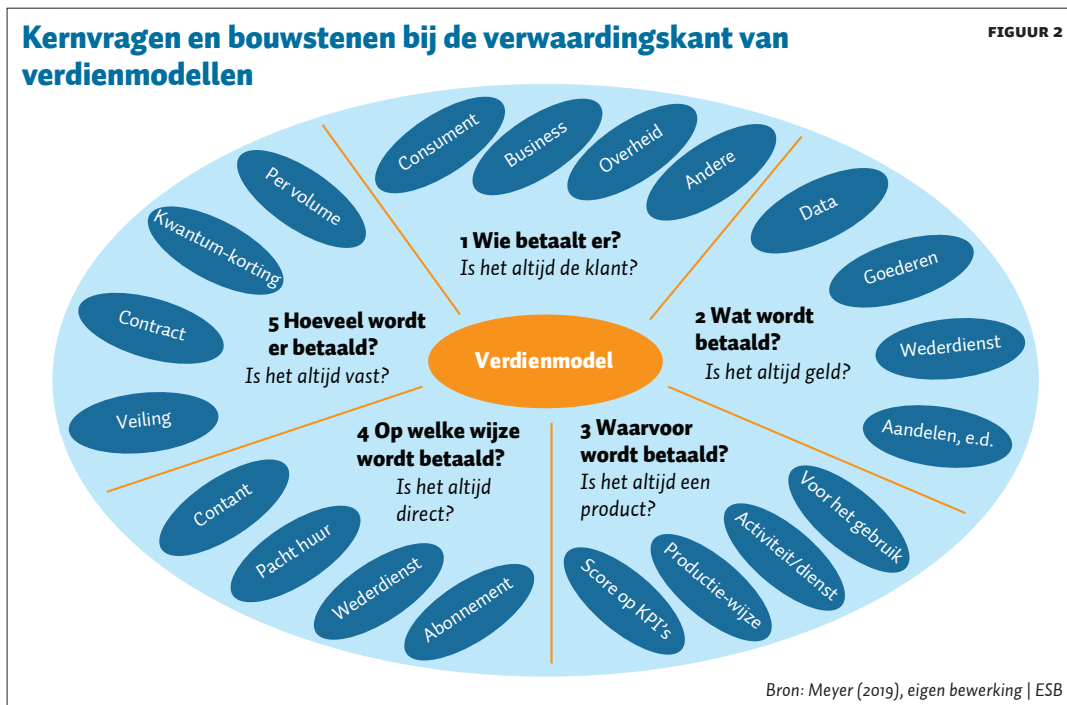 Kernvragen en bouwstenen bij de verwaardingskant van
verdienmodellen
FIGUUR 2
Consument
Business
Overheid
Andere
1 Wie betaalt er?
Is het altijd de klant?
Data
Goederen
Wederdienst
Aandelen, e.d.
2 Wat wordt
betaald?
Is het altijd geld?
Verdienmodel
3 Waarvoor
wordt betaald?
Is het altijd een
product?
Voor het gebruik
Activiteit/dienst
Productie-wijze
Score op KPI's
4 Op welke wijze
wordt betaald?
Is het altijd
direct?
Abonnement
Wederdienst
Pacht huur
Contant
5 Hoeveel wordt
er betaald?
Is het altijd vast?
Veiling
Contract
Kwantum-korting
Per volume
Bron: Meyer (2019), eigen bewerking | ESB